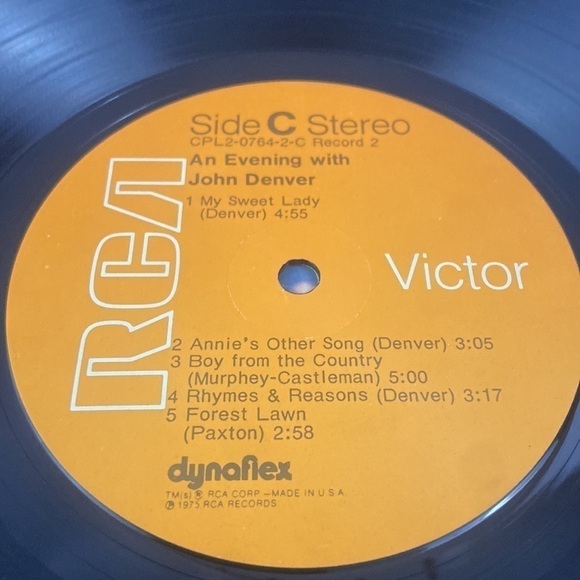 Side C Stereo
CPL2-0764-2-C Record 2
An Evening with
John Denver
1 My Sweet Lady
(Denver) 4:55
RCA
Victor
2 Annie's Other Song (Denver) 3:05
3 Boy from the Country
(Murphey-Castleman) 5:00
4 Rhymes & Reasons (Denver) 3:17
5 Forest Lawn
(Paxton) 2:58
dynaflex
TM(s) ® RCA CORP –MADE IN U.S.A.
℗ 1975 RCA RECORDS